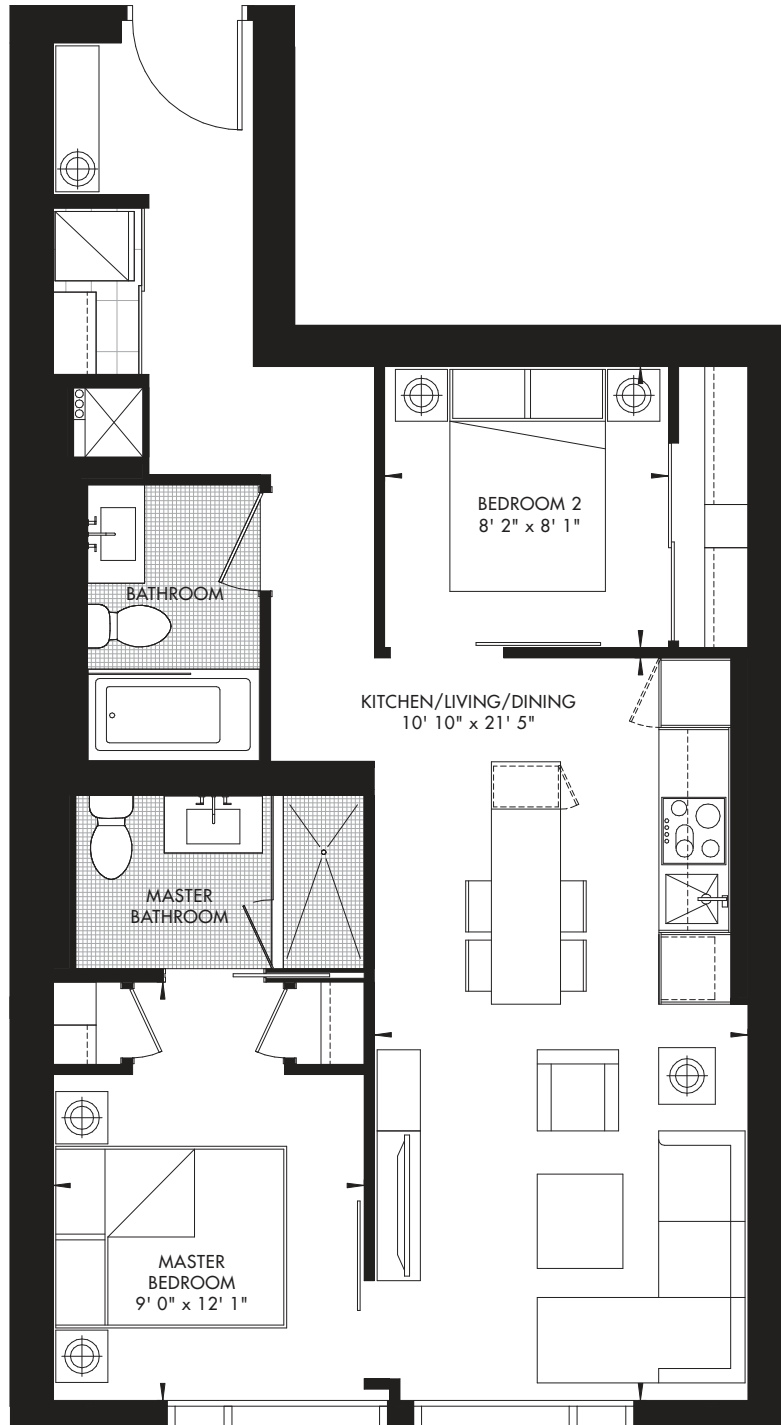 BEDROOM 2
8' 2" x 8' 1"
BATHROOM
KITCHEN/LIVING/DINING
10' 10" x 21' 5"
MASTER
BATHROOM
MASTER
BEDROOM
9' 0" x 12' 1"